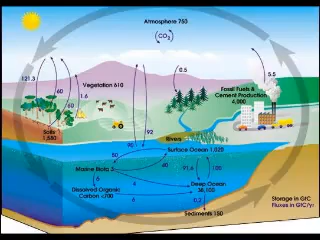 Atmosphere 750
CO2
121.3
60
60
1.6
Vegetation 610
0.5
5.5
Fossil Fuels &
Cement Production
4,000
Soils
1,580
90
92
Rivers
Surface Ocean 1,020
50
40
91.6
100
Marine Biota 3
6
4
Deep Ocean
38,100
Dissolved Organic
Carbon <700
6
0.2
Sediments 150
Storage in GtC
Fluxes in GtC/yr